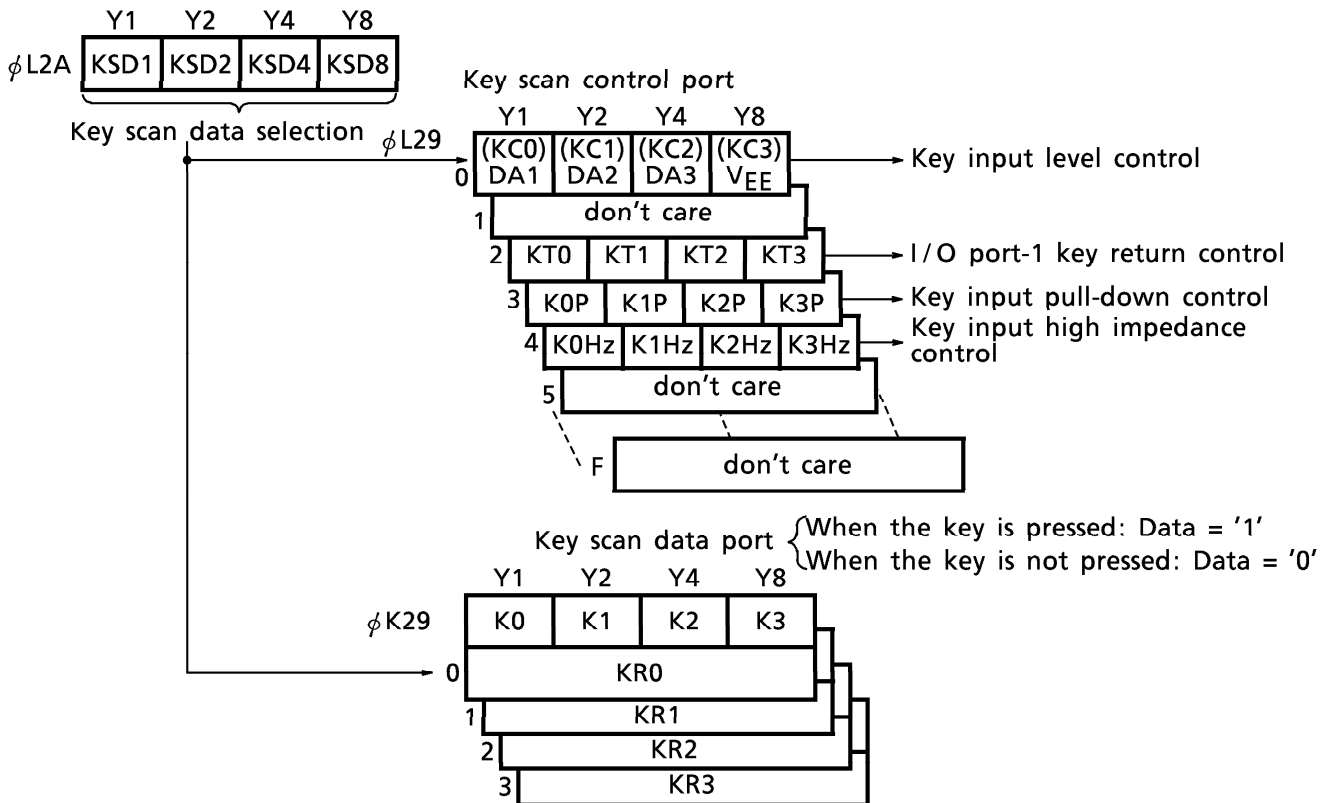 Y1 Y2 Y4 Y8
ϕL2A KSD1 KSD2 KSD4 KSD8
Key scan data selection
Key scan control port
Y1 Y2 Y4 Y8
ϕL29
0 (KC0) (KC1) (KC2) (KC3)
DA1 DA2 DA3 VEE
Key input level control
1 don't care
2 KT0 KT1 KT2 KT3 I/O port-1 key return control
3 K0P K1P K2P K3P Key input pull-down control
4 K0Hz K1Hz K2Hz K3Hz Key input high impedance
control
5 don't care
F don't care
Key scan data port
When the key is pressed: Data = '1'
When the key is not pressed: Data = '0'
Y1 Y2 Y4 Y8
ϕK29 K0 K1 K2 K3
0 KR0
1 KR1
2 KR2
3 KR3